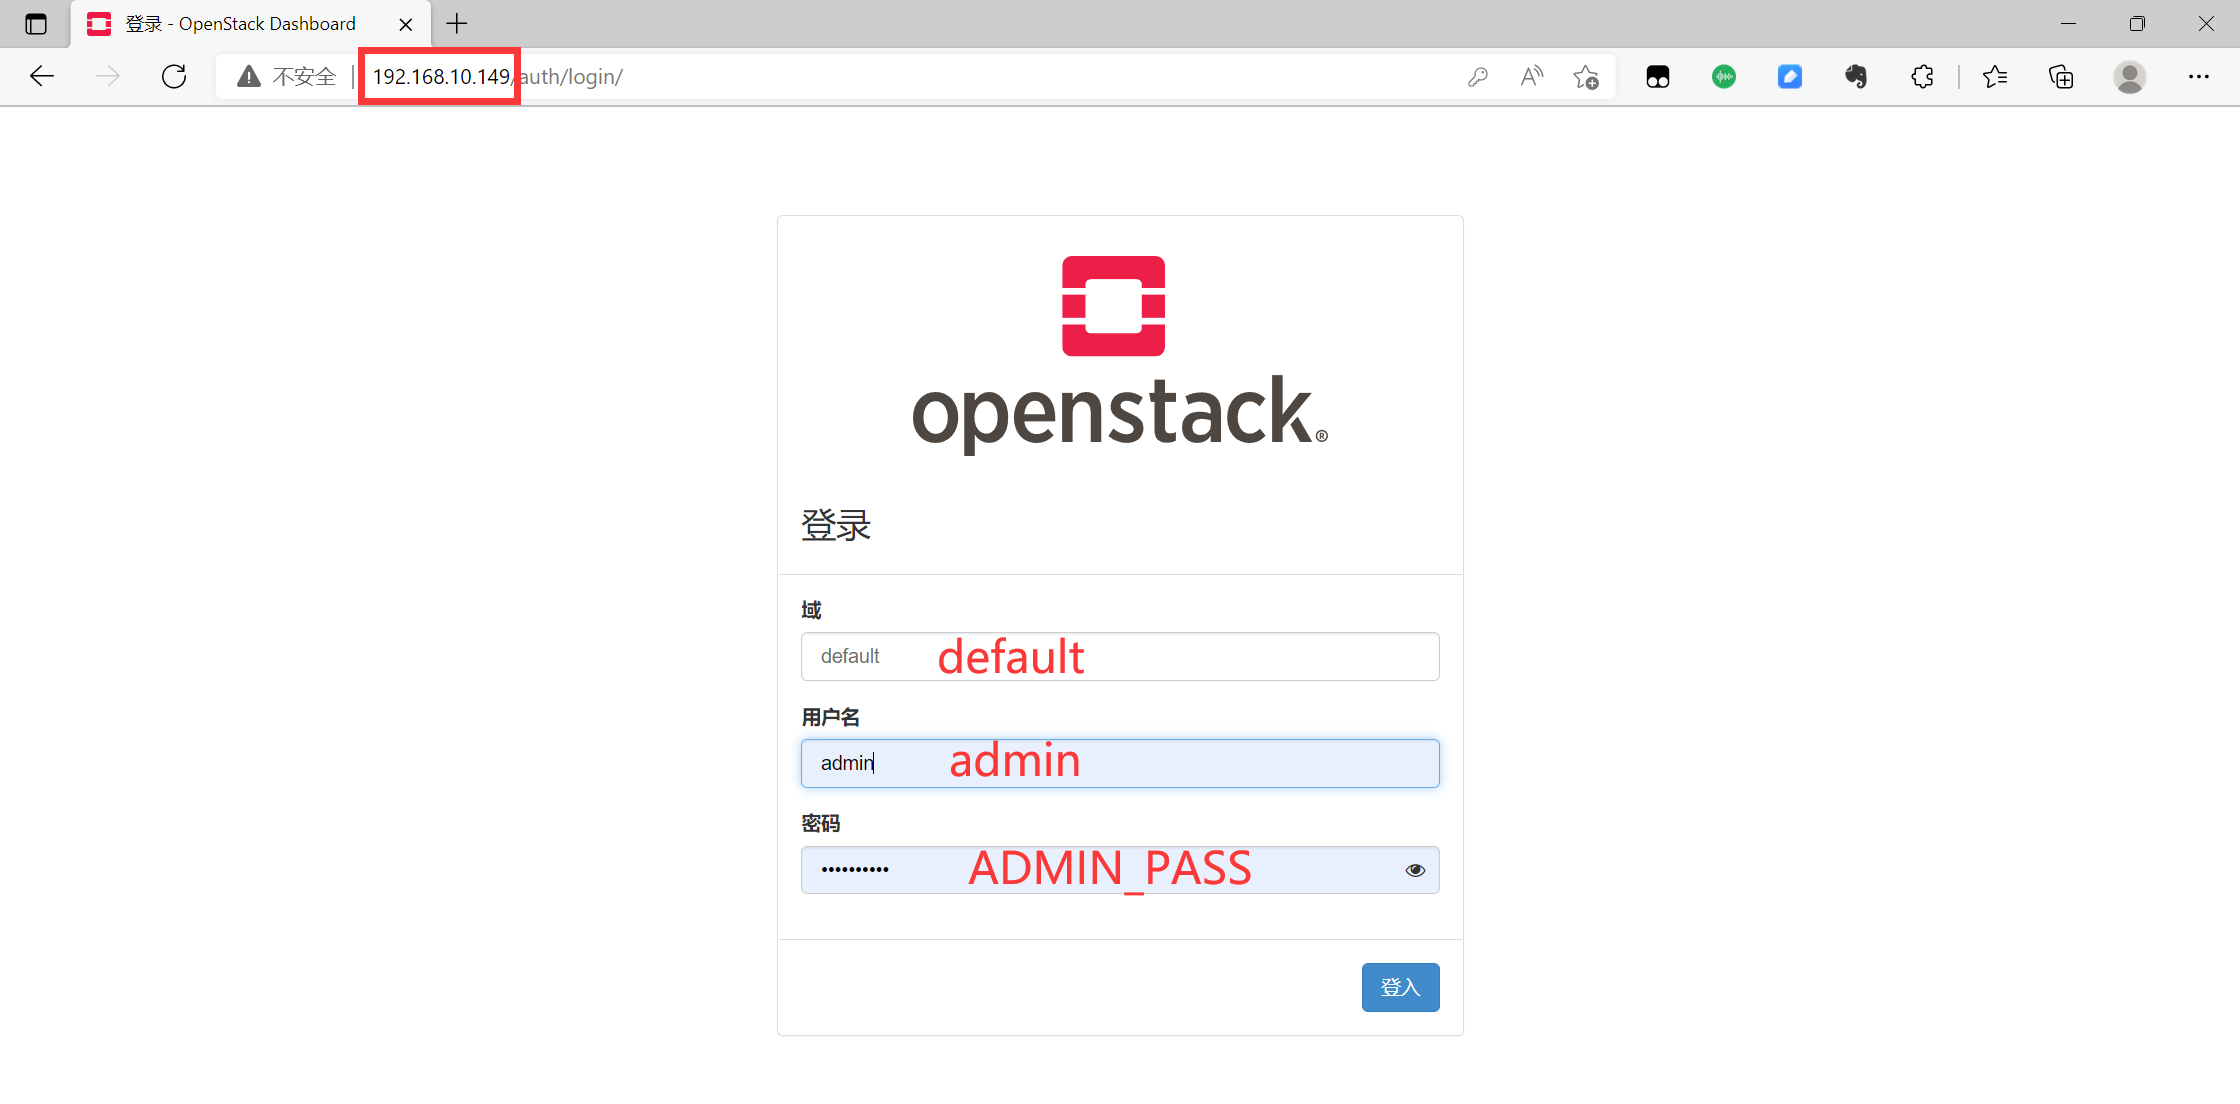 登录 - OpenStack Dashboard
不安全 | 192.168.10.149/auth/login/
openstack®
登录
域
default default
用户名
admin admin
密码
•••••••••• ADMIN_PASS
登入